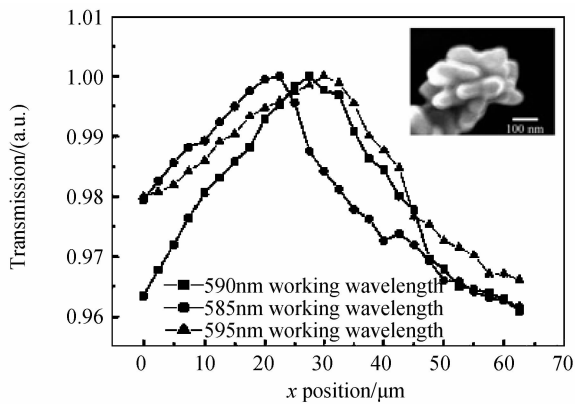 1.01
1.00
0.99
0.98
0.97
0.96
Transmission/(a.u.)
100 nm
590nm working wavelength
585nm working wavelength
595nm working wavelength
0 10 20 30 40 50 60 70
x position/μm